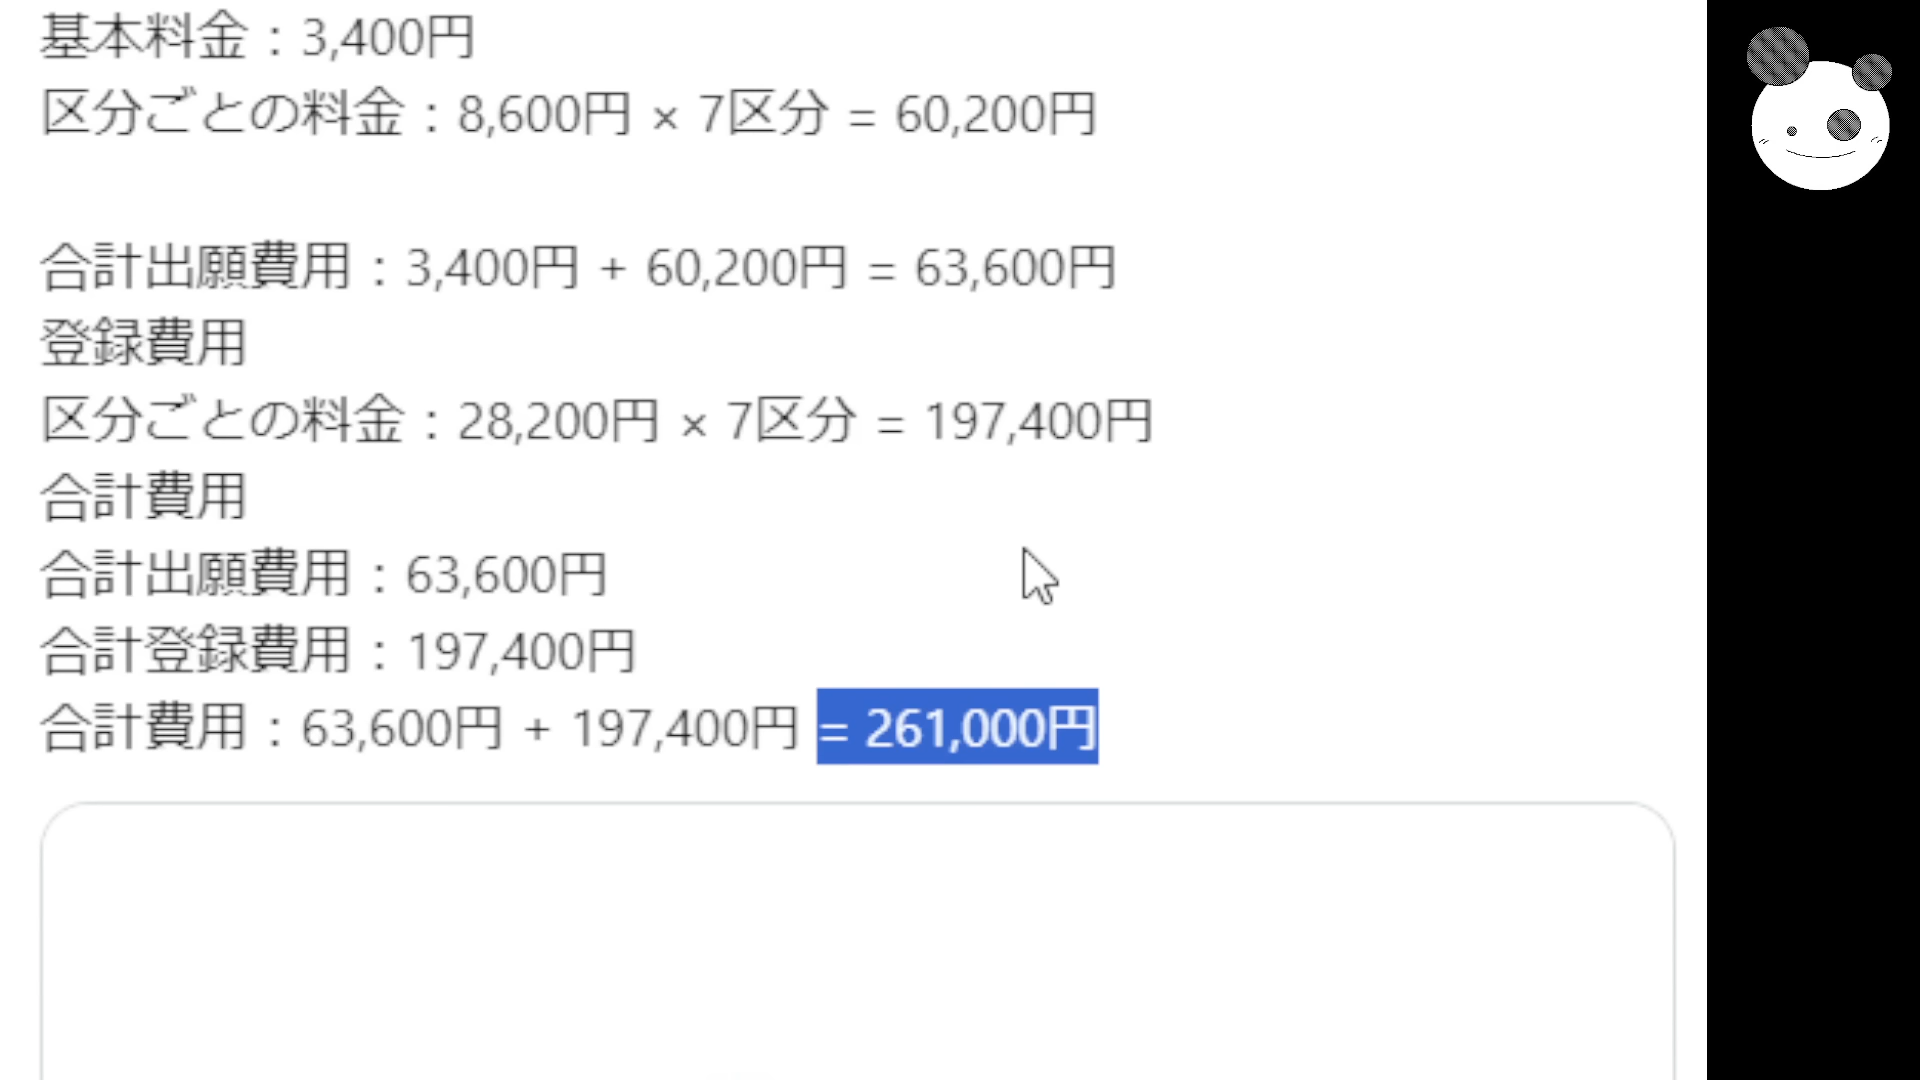 基本料金：3,400円
区分ごとの料金：8,600円 × 7区分 = 60,200円
合計出願費用：3,400円 + 60,200円 = 63,600円
登録費用
区分ごとの料金：28,200円 × 7区分 = 197,400円
合計費用
合計出願費用：63,600円
合計登録費用：197,400円
合計費用：63,600円 + 197,400円 = 261,000円